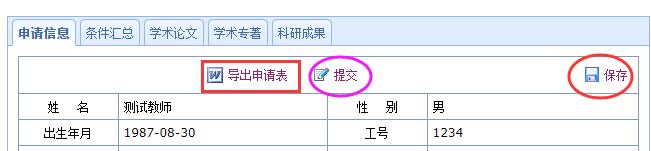 申请信息 条件汇总 学术论文 学术专著 科研成果
导出申请表 提交 保存
姓 名 测试教师 性 别 男
出生年月 1987-08-30 工号 1234